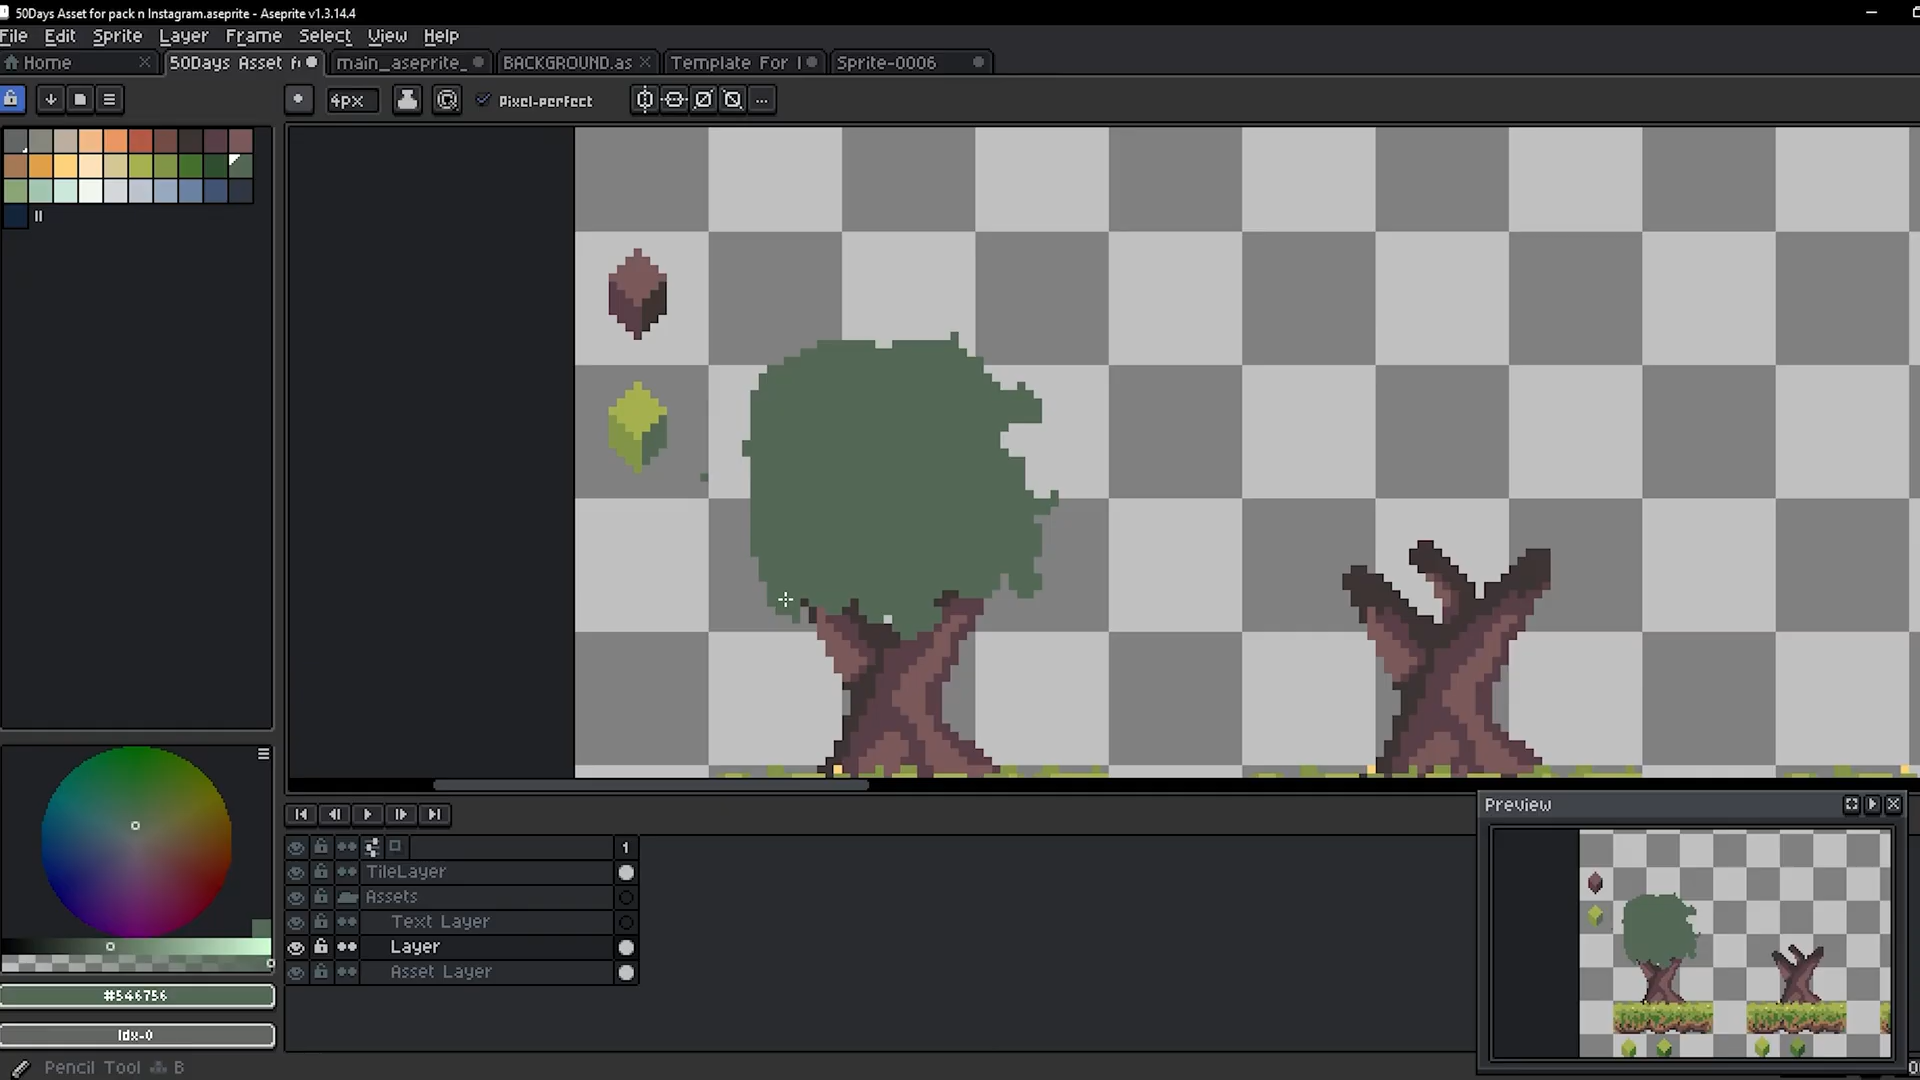 50Days Asset for pack n Instagram.aseprite - Aseprite v1.3.14.4
File Edit Sprite Layer Frame Select View Help
Home 50Days Asset f main_aseprite_ BACKGROUND.as Template For Sprite-0006
4px Pixel-perfect
1
TileLayer
Assets
Text Layer
Layer
Asset Layer
Preview
#546756
Idx-0
Pencil Tool B